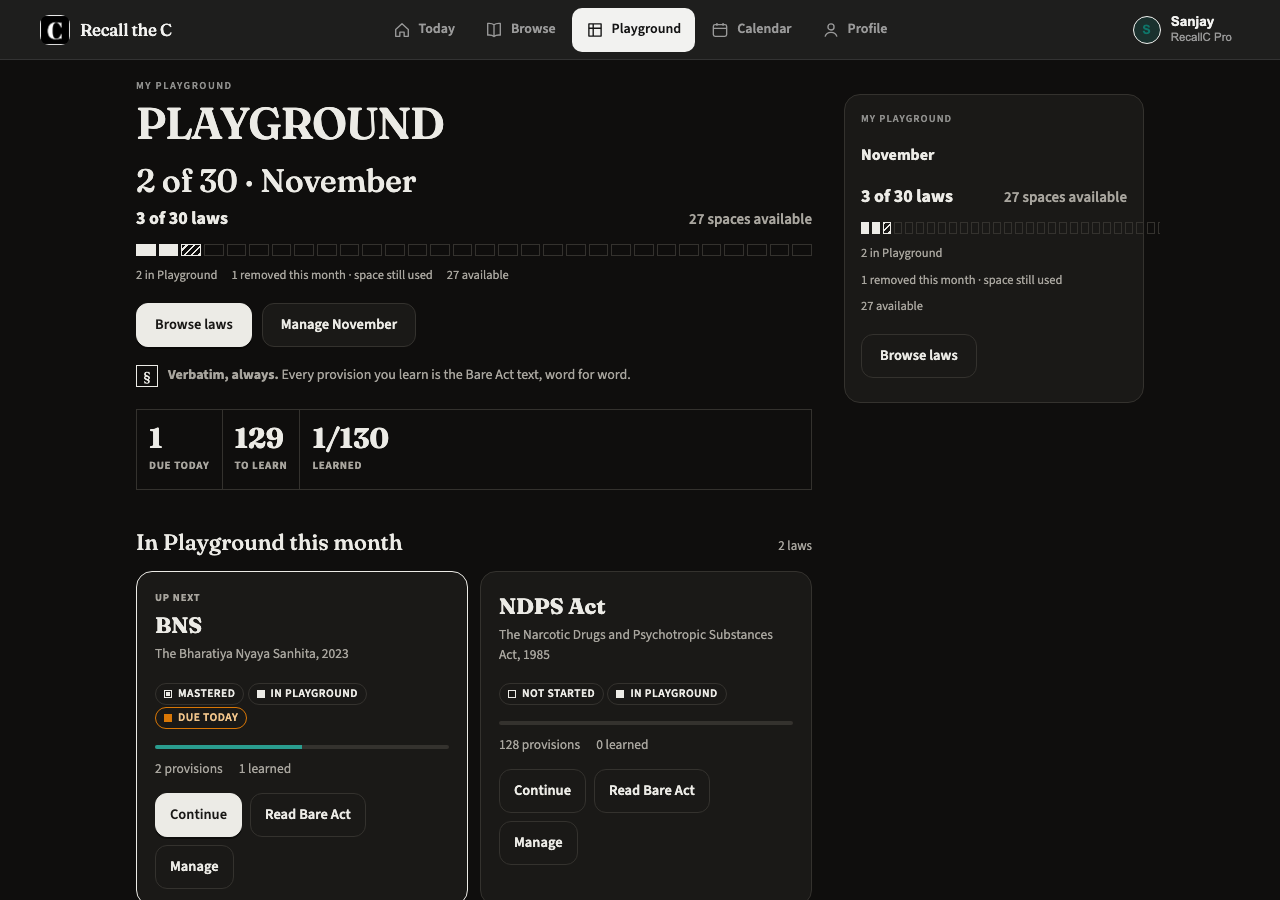 C Recall the C
Today
Browse
Playground
Calendar
Profile
S
Sanjay
RecallC Pro
MY PLAYGROUND
PLAYGROUND
2 of 30 · November
3 of 30 laws
27 spaces available
2 in Playground 1 removed this month · space still used 27 available
Browse laws
Manage November
§ Verbatim, always. Every provision you learn is the Bare Act text, word for word.
1
DUE TODAY
129
TO LEARN
1/130
LEARNED
In Playground this month
2 laws
UP NEXT
BNS
The Bharatiya Nyaya Sanhita, 2023
MASTERED
IN PLAYGROUND
DUE TODAY
2 provisions 1 learned
Continue
Read Bare Act
Manage
NDPS Act
The Narcotic Drugs and Psychotropic Substances
Act, 1985
NOT STARTED
IN PLAYGROUND
128 provisions 0 learned
Continue
Read Bare Act
Manage
MY PLAYGROUND
November
3 of 30 laws
27 spaces available
2 in Playground
1 removed this month · space still used
27 available
Browse laws